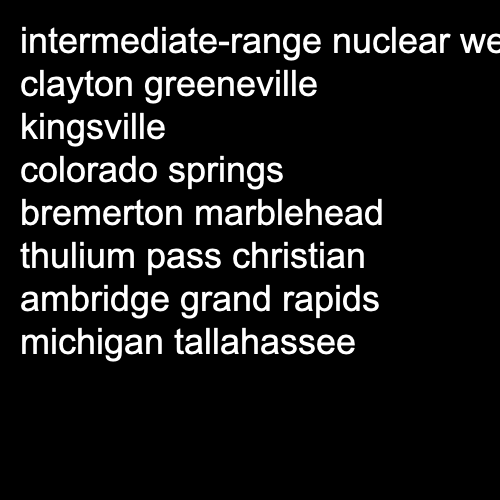 intermediate-range nuclear we
clayton greeneville
kingsville
colorado springs
bremerton marblehead
thulium pass christian
ambridge grand rapids
michigan tallahassee